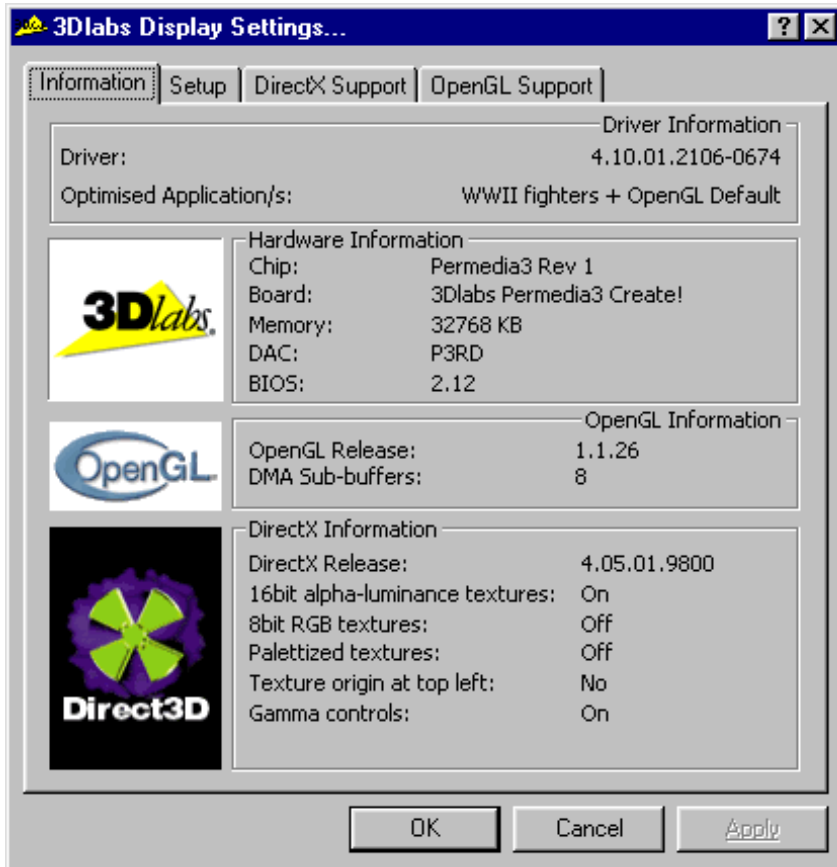 3Dlabs Display Settings...
Information Setup DirectX Support OpenGL Support
Driver Information
Driver: 4.10.01.2106-0674
Optimised Application/s: WWII fighters + OpenGL Default
3Dlabs®
Hardware Information
Chip: Permedia3 Rev 1
Board: 3Dlabs Permedia3 Create!
Memory: 32768 KB
DAC: P3RD
BIOS: 2.12
OpenGL
OpenGL Information
OpenGL Release: 1.1.26
DMA Sub-buffers: 8
Direct3D
DirectX Information
DirectX Release: 4.05.01.9800
16bit alpha-luminance textures: On
8bit RGB textures: Off
Palettized textures: Off
Texture origin at top left: No
Gamma controls: On
OK Cancel Apply